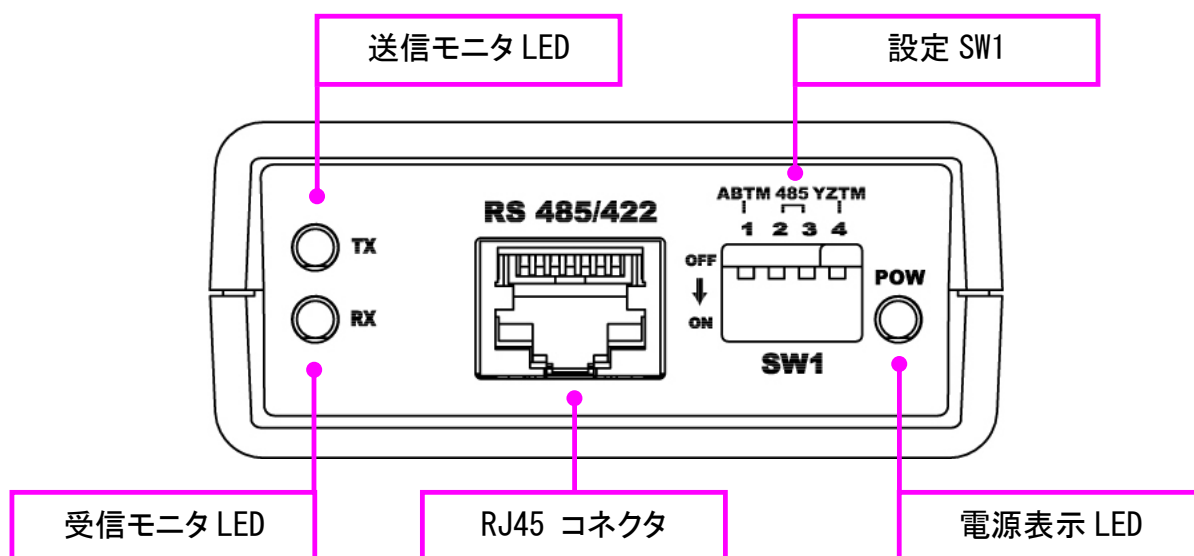 送信モニタ LED
設定 SW1
ABTM 485 YZTM
1 2 3 4
RS 485/422
TX
OFF
POW
RX
ON
SW1
受信モニタ LED
RJ45 コネクタ
電源表示 LED